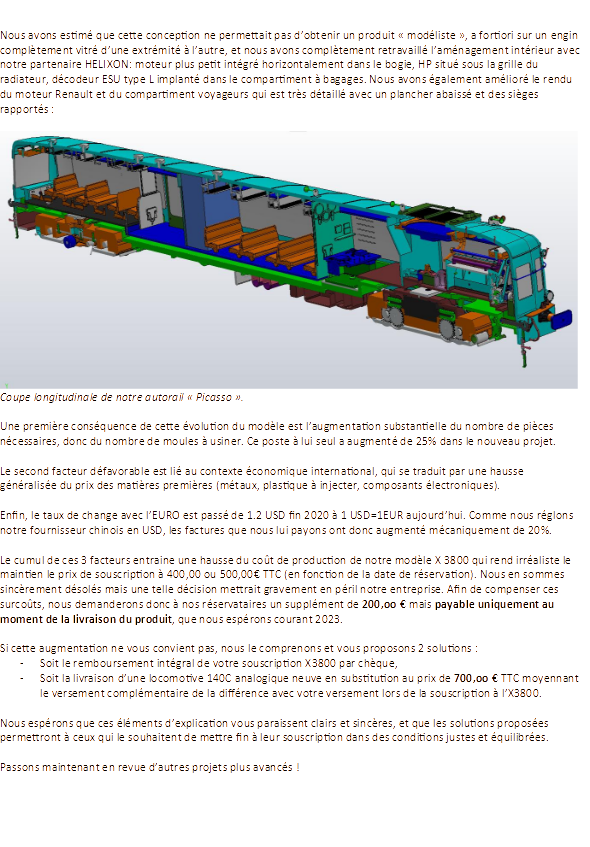 Nous avons estimé que cette conception ne permettait pas d’obtenir un produit « modéliste », a fortiori sur un engin
complètement vitré d’une extrémité à l’autre, et nous avons complètement retravaillé l’aménagement intérieur avec
notre partenaire HELIXON: moteur plus petit intégré horizontalement dans le bogie, HP situé sous la grille du
radiateur, décodeur ESU type L implanté dans le compartiment à bagages. Nous avons également amélioré le rendu
du moteur Renault et du compartiment voyageurs qui est très détaillé avec un plancher abaissé et des sièges
rapportés :
Coupe longitudinale de notre autorail « Picasso ».
Une première conséquence de cette évolution du modèle est l’augmentation substantielle du nombre de pièces
nécessaires, donc du nombre de moules à usiner. Ce poste à lui seul a augmenté de 25% dans le nouveau projet.
Le second facteur défavorable est lié au contexte économique international, qui se traduit par une hausse
généralisée du prix des matières premières (métaux, plastique à injecter, composants électroniques).
Enfin, le taux de change avec l’EURO est passé de 1.2 USD fin 2020 à 1 USD=1EUR aujourd’hui. Comme nous réglons
notre fournisseur chinois en USD, les factures que nous lui payons ont donc augmenté mécaniquement de 20%.
Le cumul de ces 3 facteurs entraine une hausse du coût de production de notre modèle X 3800 qui rend irréaliste le
maintien le prix de souscription à 400,00 ou 500,00€ TTC (en fonction de la date de réservation). Nous en sommes
sincèrement désolés mais une telle décision mettrait gravement en péril notre entreprise. Afin de compenser ces
surcoûts, nous demanderons donc à nos réservataires un supplément de 200,oo € mais payable uniquement au
moment de la livraison du produit, que nous espérons courant 2023.
Si cette augmentation ne vous convient pas, nous le comprenons et vous proposons 2 solutions :
- Soit le remboursement intégral de votre souscription X3800 par chèque,
- Soit la livraison d’une locomotive 140C analogique neuve en substitution au prix de 700,oo € TTC moyennant
le versement complémentaire de la différence avec votre versement lors de la souscription à l’X3800.
Nous espérons que ces éléments d’explication vous paraissent clairs et sincères, et que les solutions proposées
permettront à ceux qui le souhaitent de mettre fin à leur souscription dans des conditions justes et équilibrées.
Passons maintenant en revue d’autres projets plus avancés !